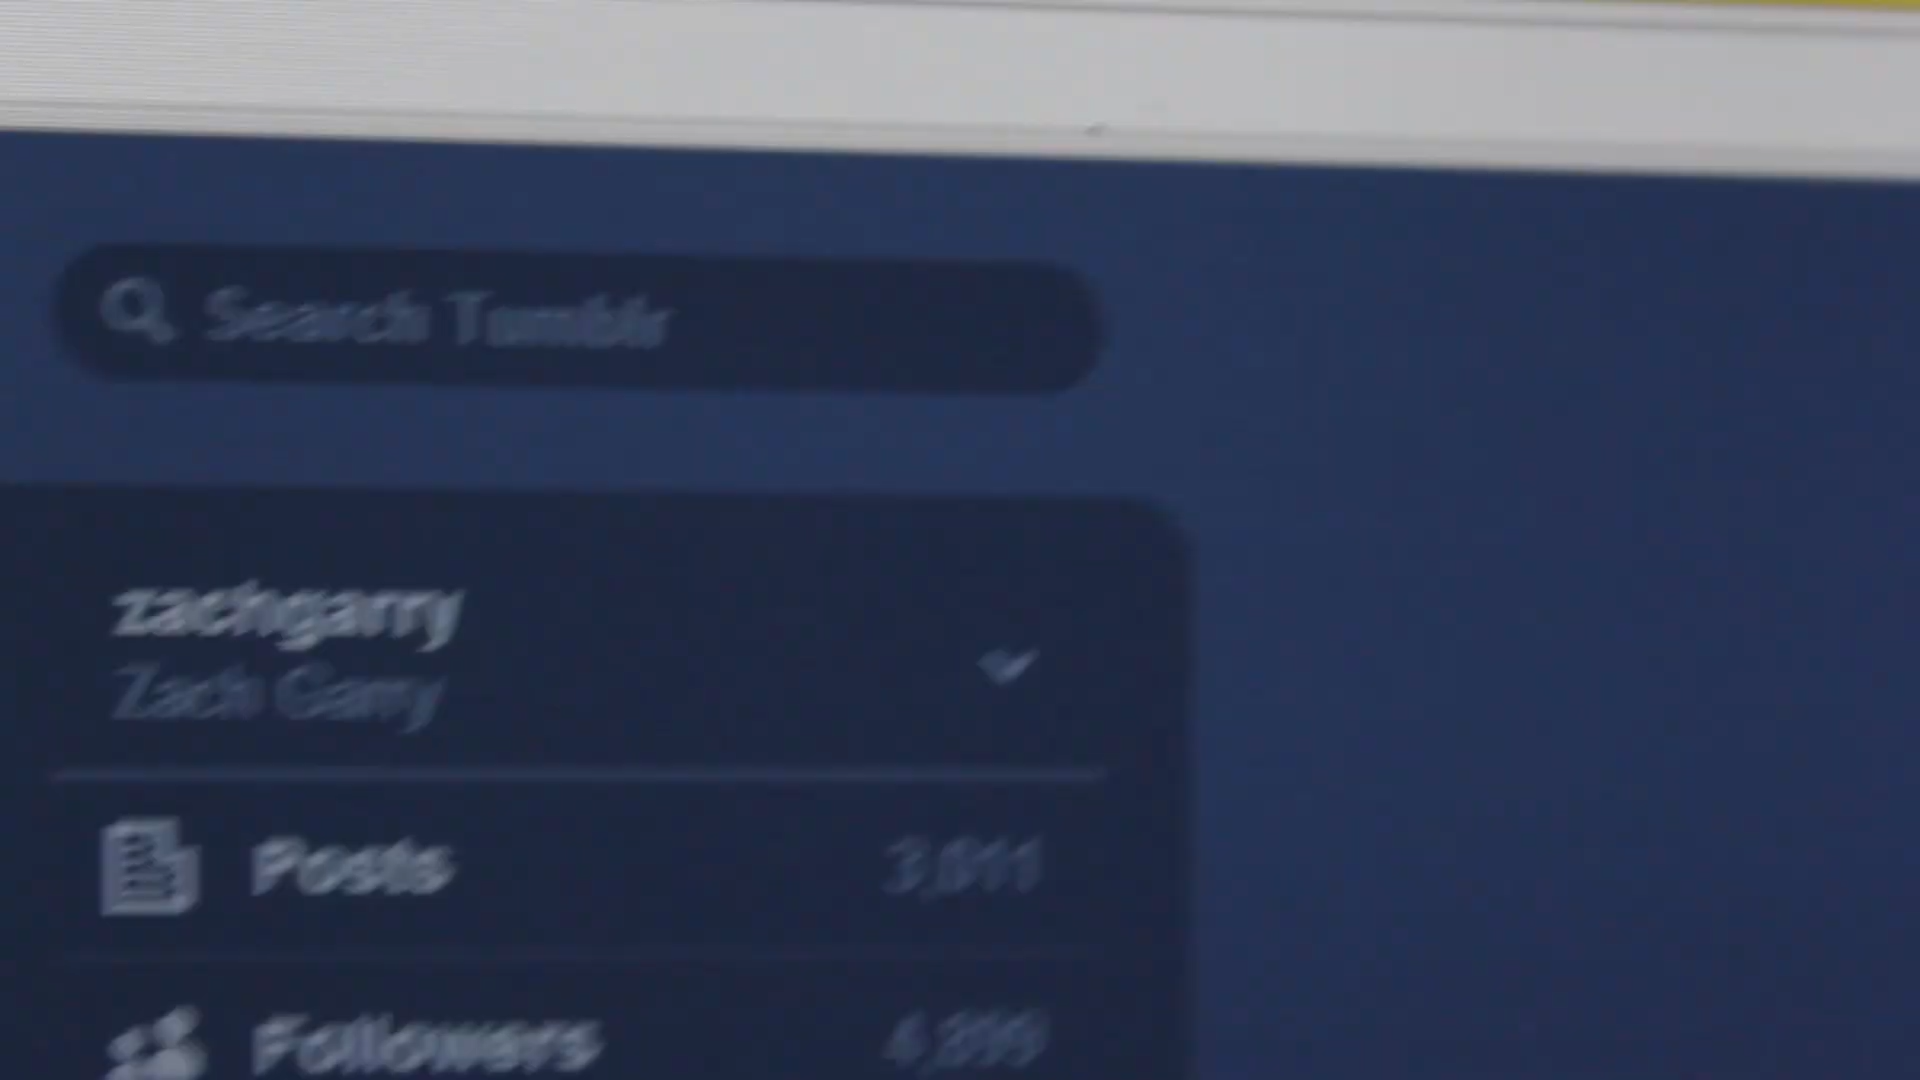 Search Tumblr
zachgarry
Zach Garry
Posts
Followers